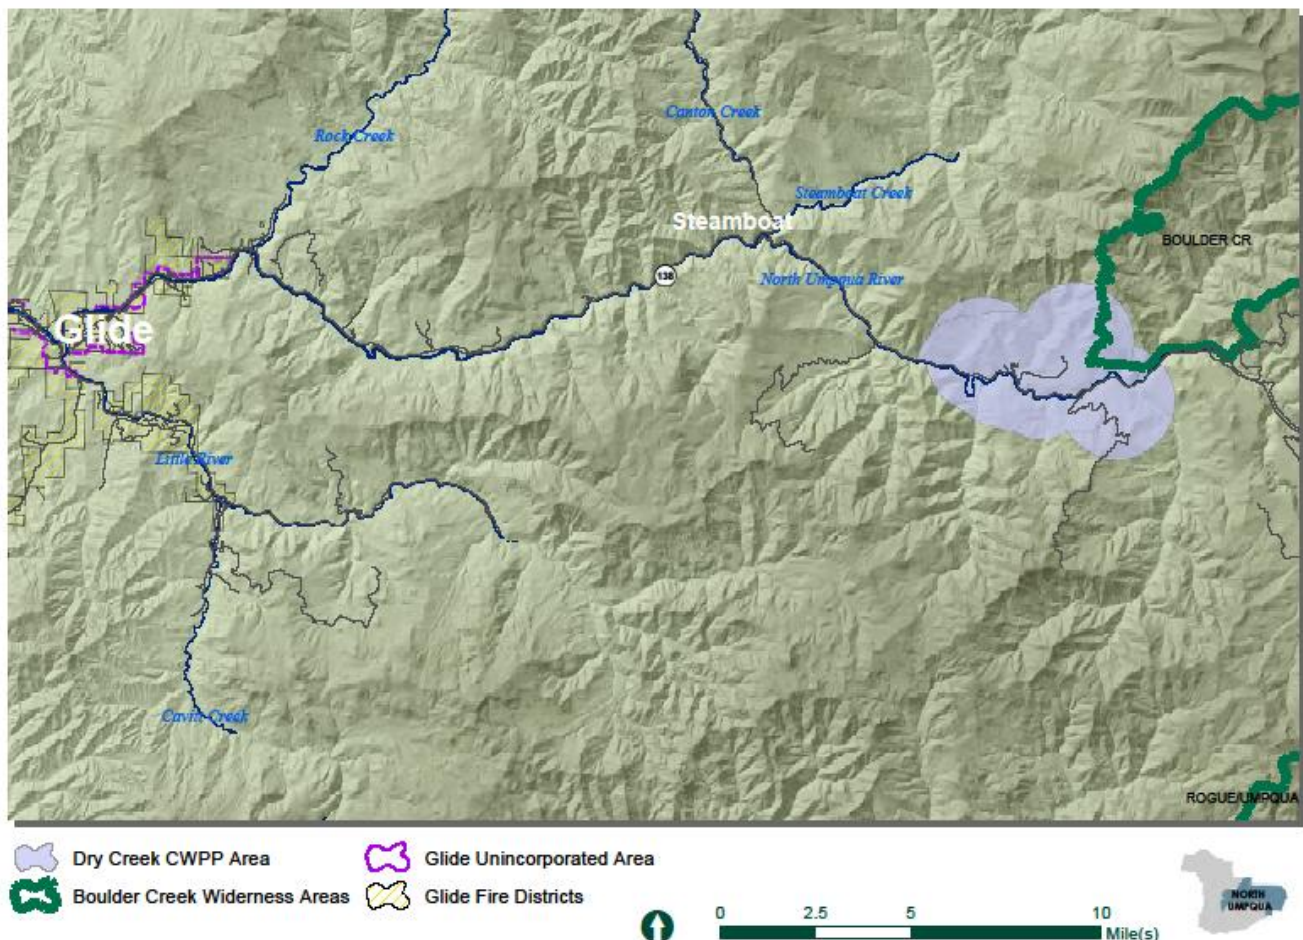 Canton Creek
Rock Creek
Steamboat Creek
Steamboat
BOULDER CR
138
North Umpqua River
Glide
Little River
Cavitt Creek
ROGUE/UMPQUA
Dry Creek CWPP Area
Glide Unincorporated Area
Boulder Creek Widerness Areas
Glide Fire Districts
NORTH
UMPQUA
0 2.5 5 10
Mile(s)